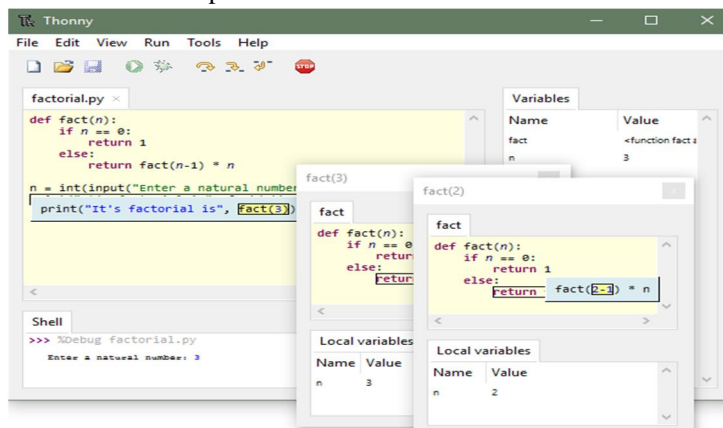 Thonny
File Edit View Run Tools Help
STOP
factorial.py ×
def fact(n):
if n == 0:
return 1
else:
return fact(n-1) * n
n = int(input("Enter a natural number
print("It's factorial is", fact(3))
Shell
>>> %Debug factorial.py
Enter a natural number: 3
Variables
Name Value
fact <function fact a
n 3
fact(3)
fact
def fact(n):
if n == 0
retur
else:
retur
Local variables
Name Value
n 3
fact(2)
fact
def fact(n):
if n == 0:
return 1
else:
return fact(2-1) * n
Local variables
Name Value
n 2